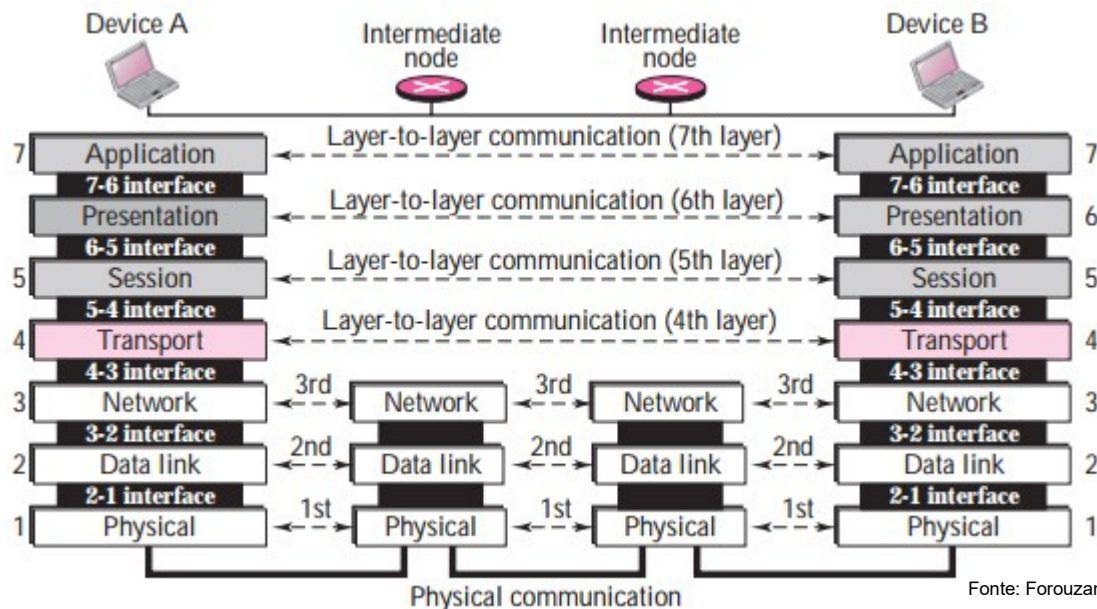 Device A
Intermediate
node
Intermediate
node
Device B
7 Application Layer-to-layer communication (7th layer) Application 7
7-6 interface 7-6 interface
Presentation Layer-to-layer communication (6th layer) Presentation 6
6-5 interface 6-5 interface
5 Session Layer-to-layer communication (5th layer) Session 5
5-4 interface 5-4 interface
4 Transport Layer-to-layer communication (4th layer) Transport 4
4-3 interface 4-3 interface
3 Network 3rd Network 3rd Network 3rd Network 3
3-2 interface 3-2 interface
2 Data link 2nd Data link 2nd Data link 2nd Data link 2
2-1 interface 2-1 interface
1 Physical 1st Physical 1st Physical 1st Physical 1
Physical communication
Fonte: Forouzan